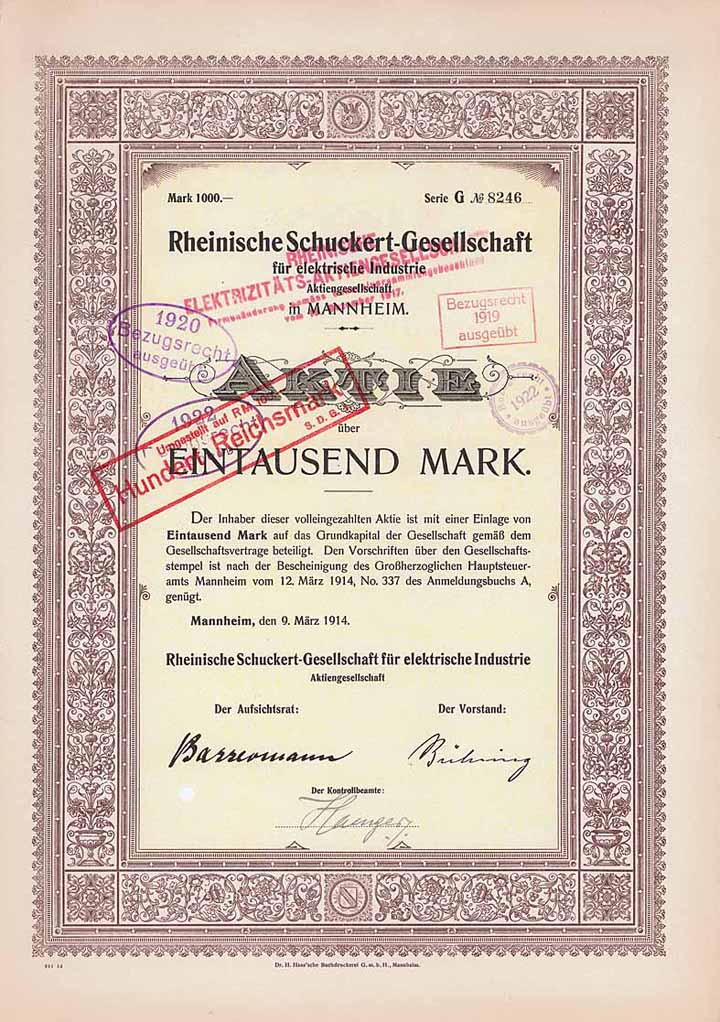 Mark 1000.— Serie G № 8246
Rheinische Schuckert-Gesellschaft
für elektrische Industrie
Aktiengesellschaft
in MANNHEIM.
RHEINISCHE
ELEKTRIZITÄTS-AKTIENGESELLSCHAFT
1917.
Bezugsrecht
1919
ausgeübt
1920
Bezugsrecht
ausgeübt
AKTIE
1922
1922
Umgestellt auf RM 100.-
Hundert Reichsmark
über
EINTAUSEND MARK.
Der Inhaber dieser volleingezahlten Aktie ist mit einer Einlage von
Eintausend Mark auf das Grundkapital der Gesellschaft gemäß dem
Gesellschaftsvertrage beteiligt. Den Vorschriften über den Gesellschafts-
stempel ist nach der Bescheinigung des Großherzoglichen Hauptsteuer-
amts Mannheim vom 12. März 1914, No. 337 des Anmeldungsbuchs A,
genügt.
Mannheim, den 9. März 1914.
Rheinische Schuckert-Gesellschaft für elektrische Industrie
Aktiengesellschaft
Der Aufsichtsrat: Der Vorstand:
Bühring
Der Kontrollbeamte:
Dr. H. Haas'sche Buchdruckerei G. m. b. H., Mannheim.